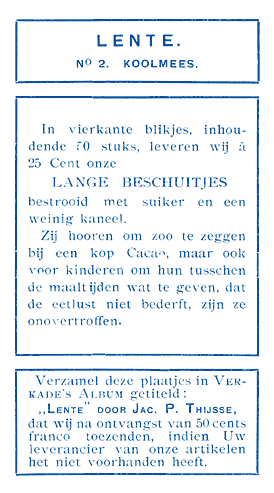 LENTE.
Nº 2. KOOLMEES.
In vierkante blikjes, inhou-
dende 50 stuks, leveren wij à
25 Cent onze
LANGE BESCHUITJES
bestrooid met suiker en een
weinig kaneel.
Zij hooren om zoo te zeggen
bij een kop Cacao, maar ook
voor kinderen om hun tusschen
de maaltijden wat te geven, dat
de eetlust niet bederft, zijn ze
onovertroffen.
Verzamel deze plaatjes in VER-
KADE'S ALBUM getiteld:
„LENTE" DOOR JAC. P. THIJSSE,
dat wij na ontvangst van 50 cents
franco toezenden, indien Uw
leverancier van onze artikelen
het niet voorhanden heeft.